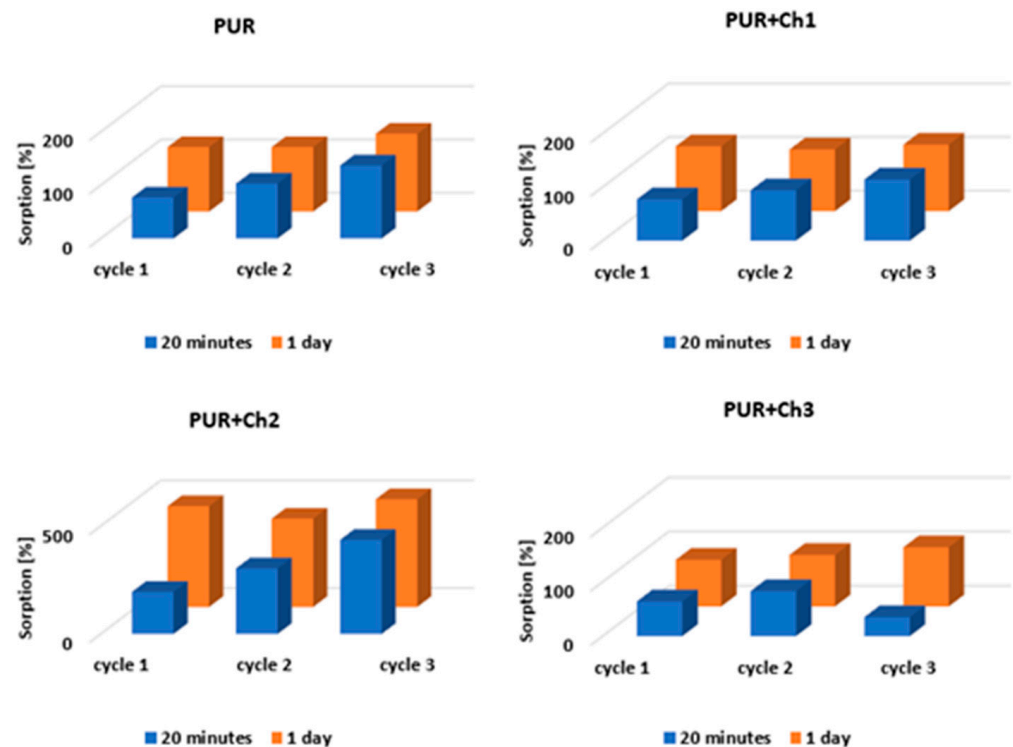 PUR
Sorption [%]
200
100
0
cycle 1
cycle 2
cycle 3
20 minutes
1 day
PUR+Ch1
Sorption [%]
200
100
0
cycle 1
cycle 2
cycle 3
20 minutes
1 day
PUR+Ch2
Sorption [%]
500
0
cycle 1
cycle 2
cycle 3
20 minutes
1 day
PUR+Ch3
Sorption [%]
200
100
0
cycle 1
cycle 2
cycle 3
20 minutes
1 day